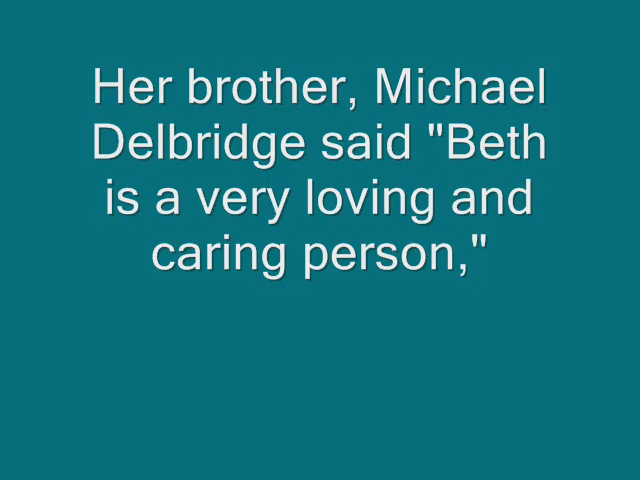 Her brother, Michael
Delbridge said "Beth
is a very loving and
caring person,"